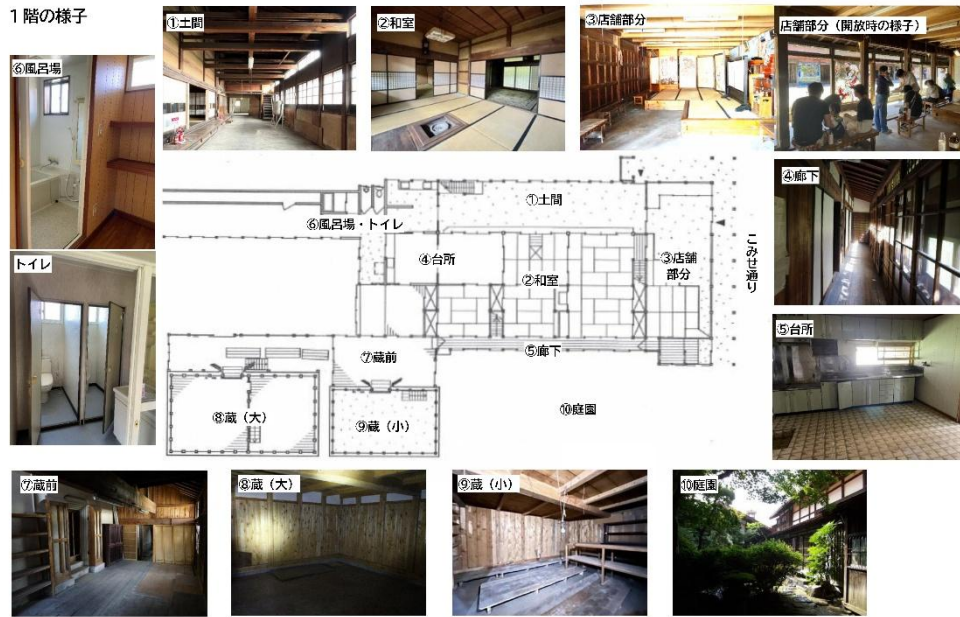 1階の様子
①土間
②和室
③店舗部分
店舗部分（開放時の様子）
⑥風呂場
④廊下
トイレ
⑤台所
①土間
⑥風呂場・トイレ
④台所
②和室
③店舗
部分
こみせ通り
⑤廊下
⑦蔵前
⑧蔵（大）
⑨蔵（小）
⑩庭園
⑦蔵前
⑧蔵（大）
⑨蔵（小）
⑩庭園